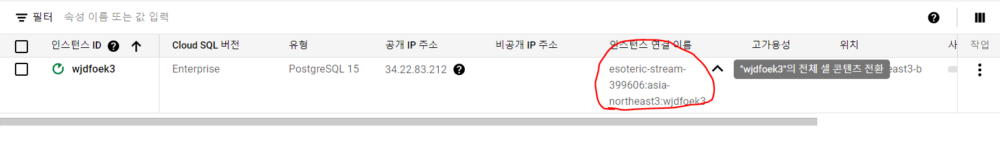 필터 속성 이름 또는 값 입력
인스턴스 ID Cloud SQL 버전 유형 공개 IP 주소 비공개 IP 주소 인스턴스 연결 이름 고가용성 위치 작업
wjdfoek3 Enterprise PostgreSQL 15 34.22.83.212 esoteric-stream-
399606:asia-
northeast3:wjdfoek3
"wjdfoek3"의 전체 셀 콘텐츠 전환
east3-b